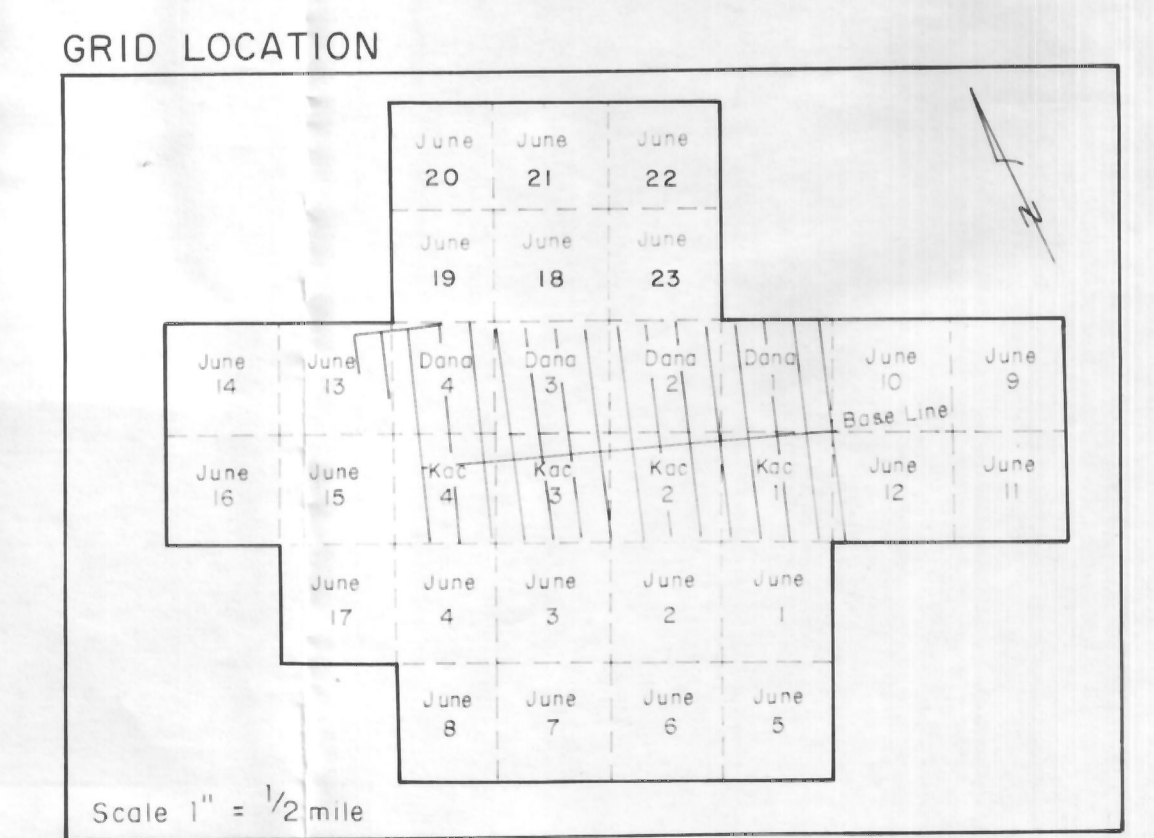 GRID LOCATION
June June June
20 21 22
June June June
19 18 23
N
June June Dana Dana Dana Dana June June
14 13 4 3 2 1 10 9
Base Line
June June Kac Kac Kac Kac June June
16 15 4 3 2 1 12 11
June June June June June
17 4 3 2 1
June June June June
8 7 6 5
Scale 1" = 1/2 mile